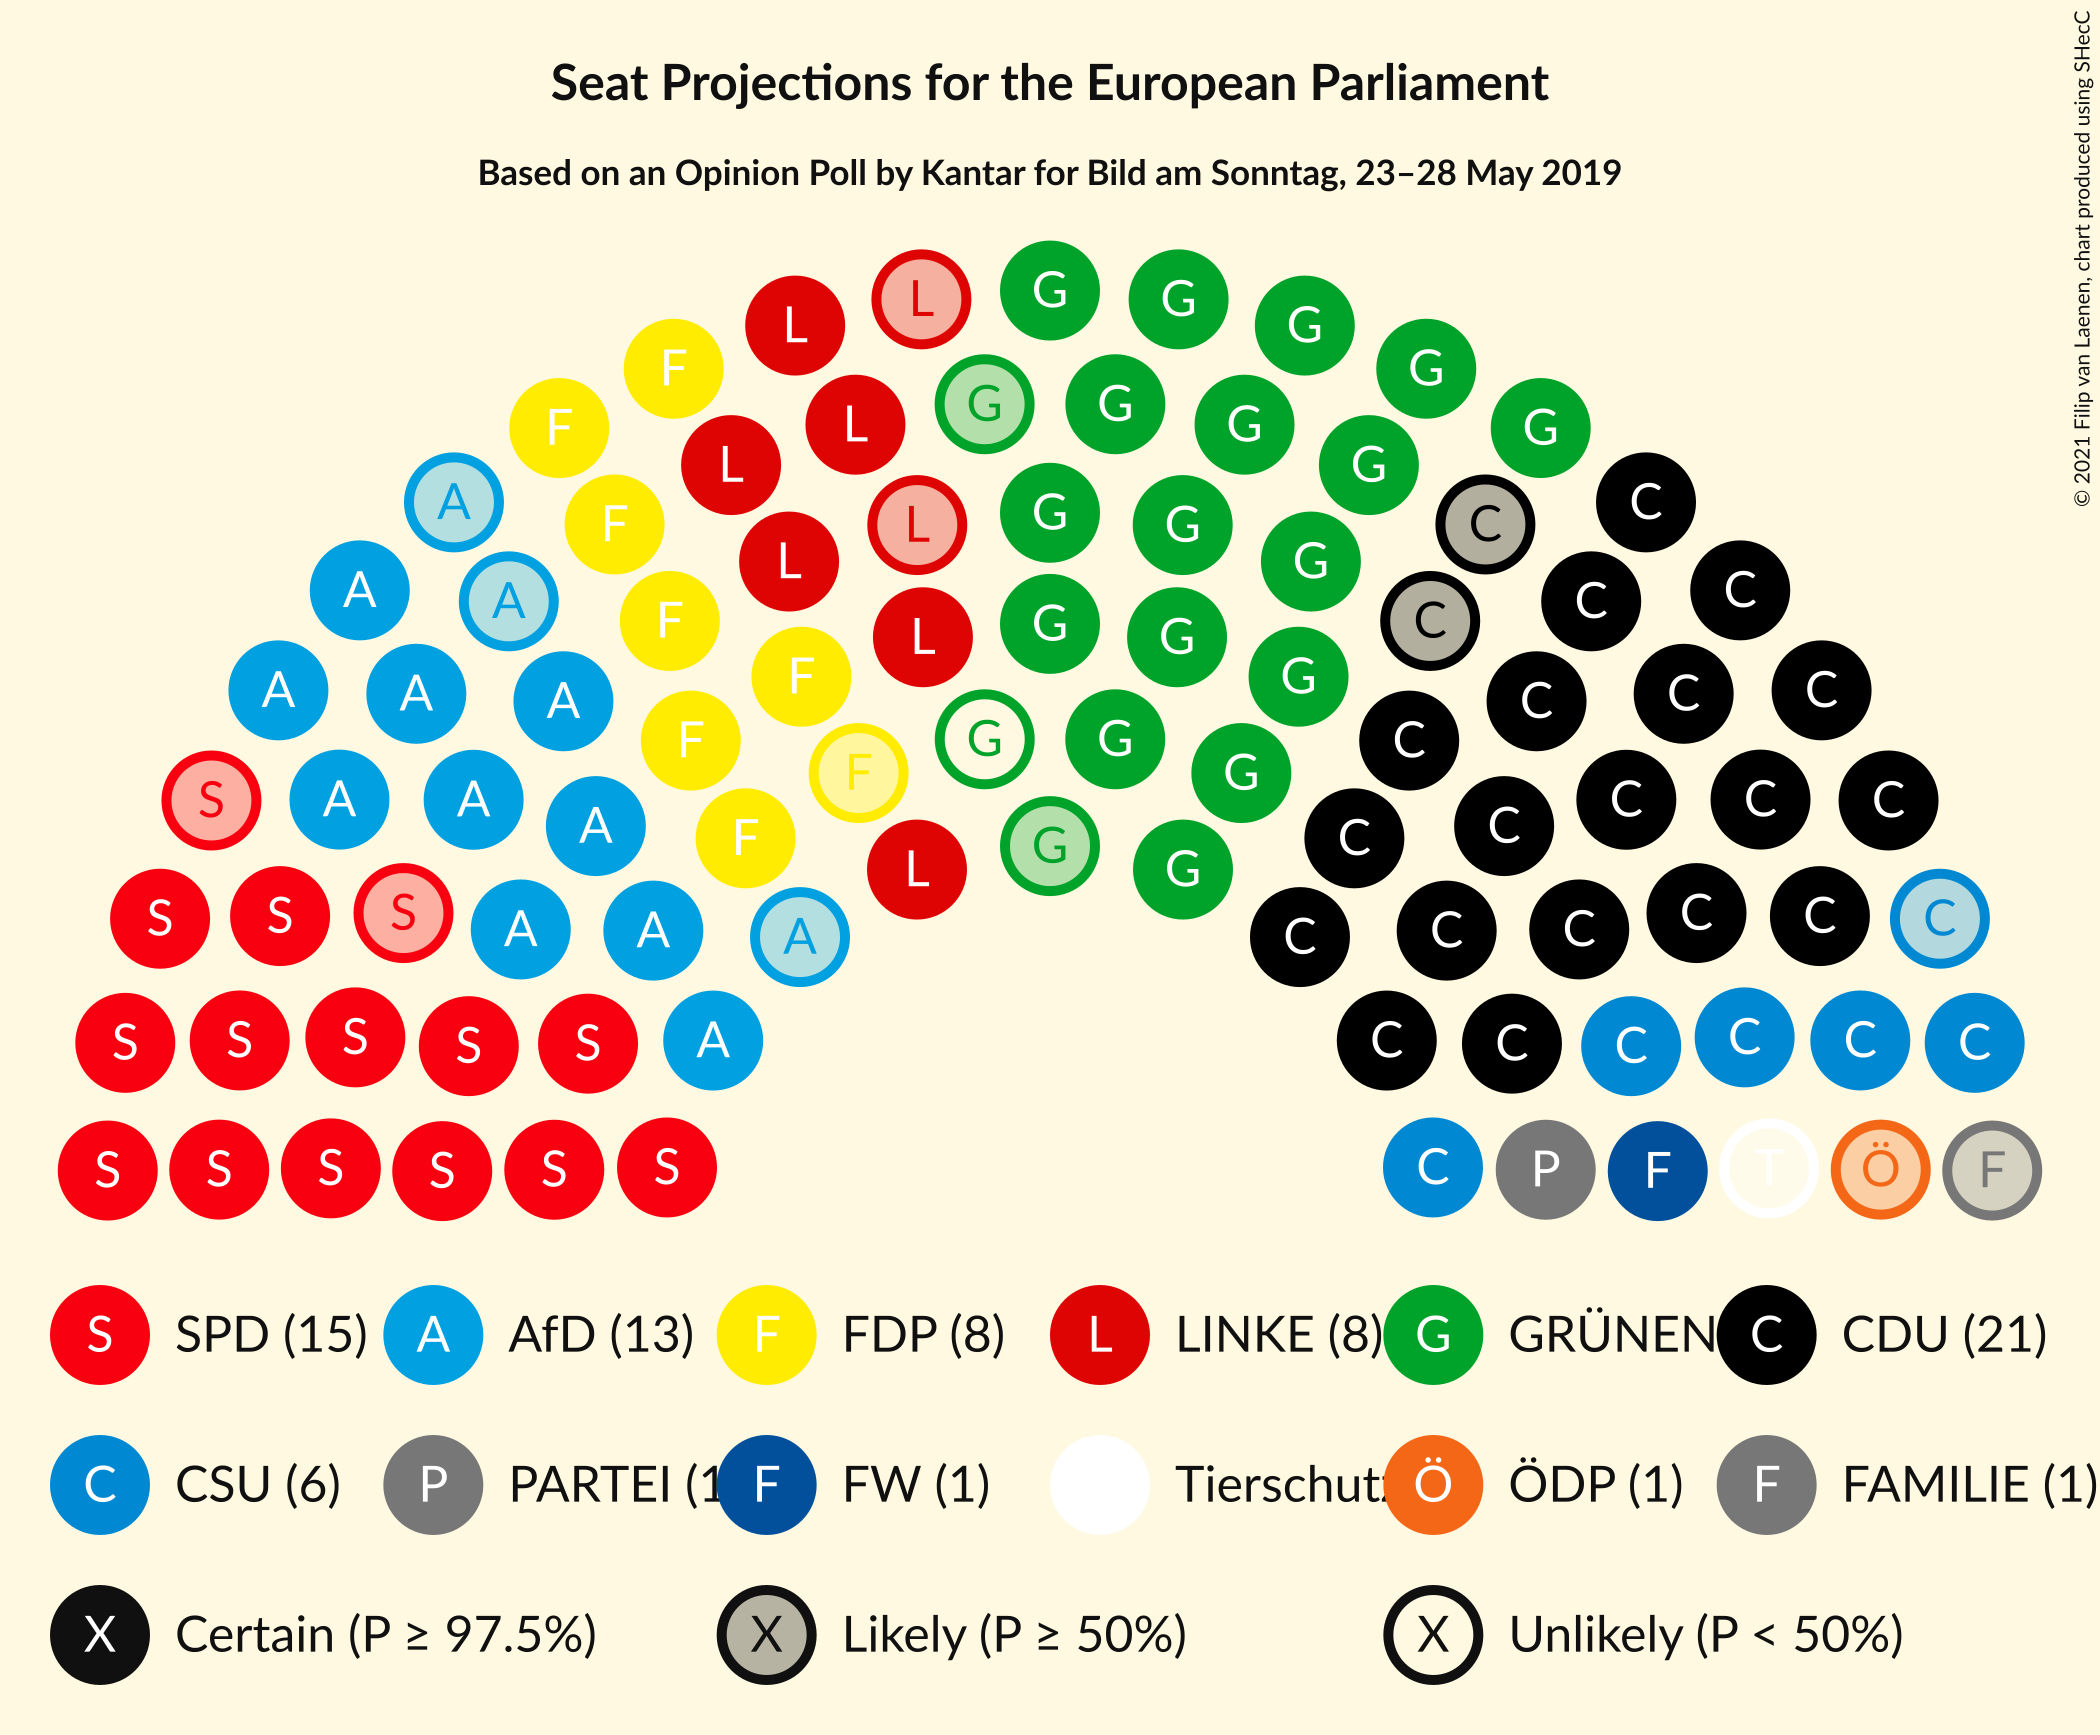 Seat Projections for the European Parliament
Based on an Opinion Poll by Kantar for Bild am Sonntag, 23–28 May 2019
© 2021 Filip van Laenen, chart produced using SHecC
L G G G
F L G
F L G G G G
A F L L G G C C
A A F L G G G C C C
A A A F F L G G G C C C C
S A A A F F G G G C C C C C
S S S A A F A L G G C C C C C C C
S S S S S A C C C C C C
S S S S S S C P F T Ö F
S SPD (15) A AfD (13) F FDP (8) L LINKE (8) G GRÜNEN C CDU (21)
C CSU (6) P PARTEI (1 F FW (1) Tierschutz Ö ÖDP (1) F FAMILIE (1)
X Certain (P ≥ 97.5%) X Likely (P ≥ 50%) X Unlikely (P < 50%)